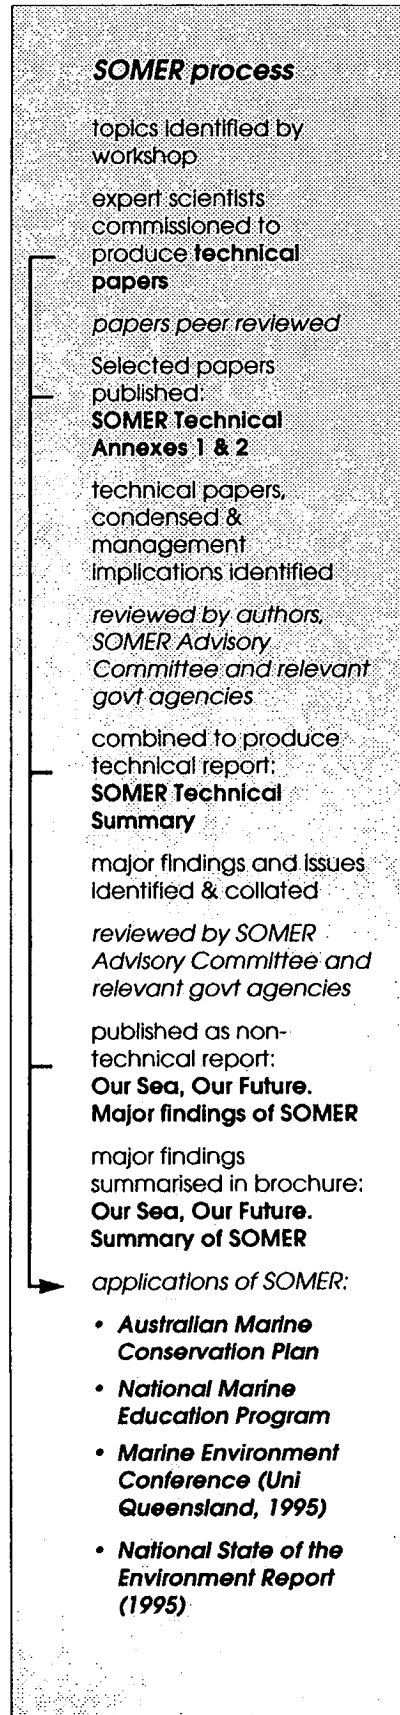 SOMER process
topics identified by
workshop
expert scientists
commissioned to
produce technical
papers
papers peer reviewed
Selected papers
published:
SOMER Technical
Annexes 1 & 2
technical papers,
condensed &
management
implications identified
reviewed by authors,
SOMER Advisory
Committee and relevant
govt agencies
combined to produce
technical report:
SOMER Technical
Summary
major findings and issues
identified & collated
reviewed by SOMER
Advisory Committee and
relevant govt agencies
published as non-
technical report:
Our Sea, Our Future.
Major findings of SOMER
major findings
summarised in brochure:
Our Sea, Our Future.
Summary of SOMER
applications of SOMER:
• Australian Marine
Conservation Plan
• National Marine
Education Program
• Marine Environment
Conference (Uni
Queensland, 1995)
• National State of the
Environment Report
(1995)